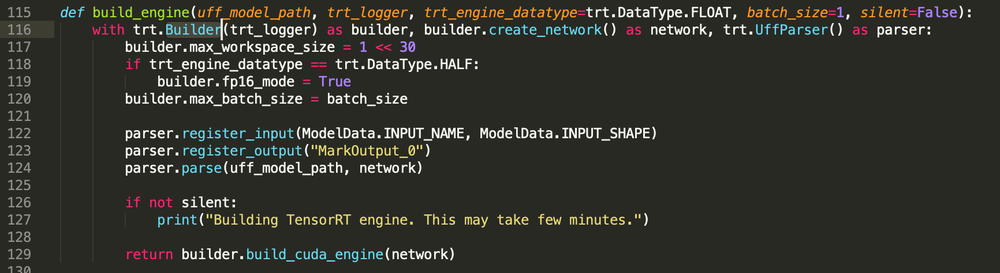 115 def build_engine(uff_model_path, trt_logger, trt_engine_datatype=trt.DataType.FLOAT, batch_size=1, silent=False):
116     with trt.Builder(trt_logger) as builder, builder.create_network() as network, trt.UffParser() as parser:
117         builder.max_workspace_size = 1 << 30
118         if trt_engine_datatype == trt.DataType.HALF:
119             builder.fp16_mode = True
120         builder.max_batch_size = batch_size
121
122         parser.register_input(ModelData.INPUT_NAME, ModelData.INPUT_SHAPE)
123         parser.register_output("MarkOutput_0")
124         parser.parse(uff_model_path, network)
125
126         if not silent:
127             print("Building TensorRT engine. This may take few minutes.")
128
129         return builder.build_cuda_engine(network)
130